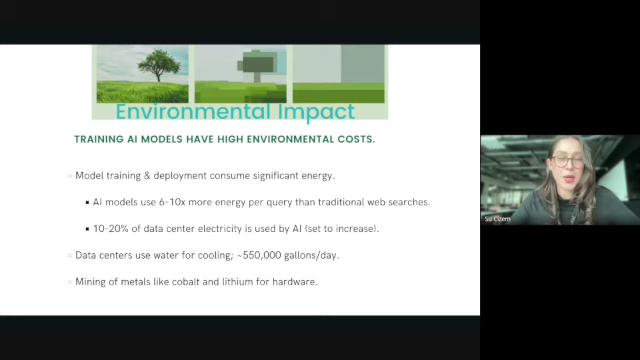 Environmental Impact
TRAINING AI MODELS HAVE HIGH ENVIRONMENTAL COSTS.
Model training & deployment consume significant energy.
AI models use 6-10x more energy per query than traditional web searches.
10-20% of data center electricity is used by AI (set to increase).
Data centers use water for cooling; ~550,000 gallons/day.
Mining of metals like cobalt and lithium for hardware.
Su Cizem